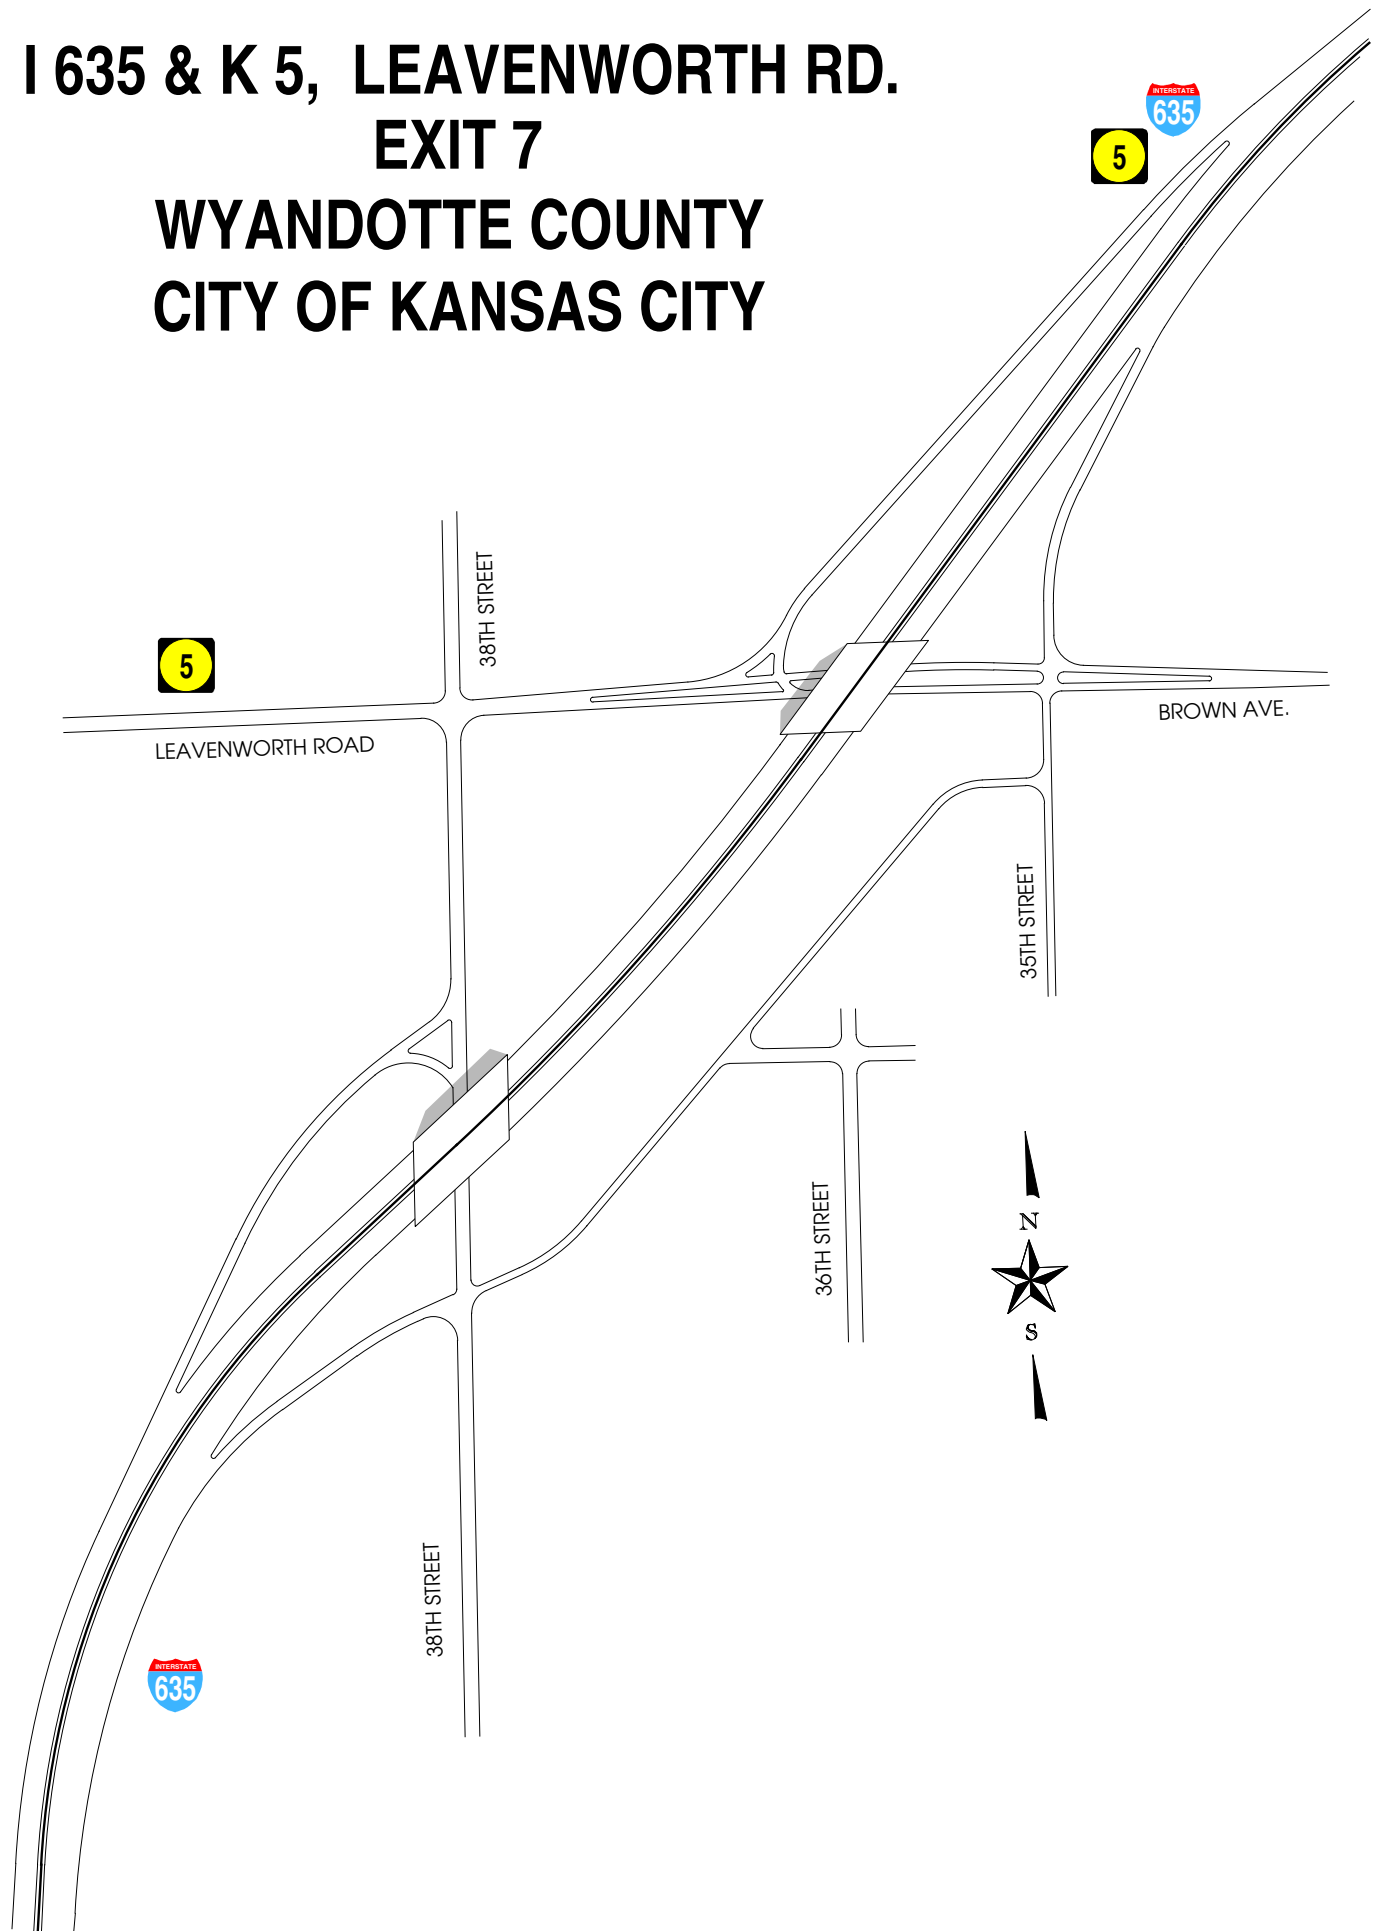 I 635 & K 5, LEAVENWORTH RD.
EXIT 7
WYANDOTTE COUNTY
CITY OF KANSAS CITY
INTERSTATE
635
5
38TH STREET
5
LEAVENWORTH ROAD
BROWN AVE.
35TH STREET
36TH STREET
N
S
38TH STREET
INTERSTATE
635